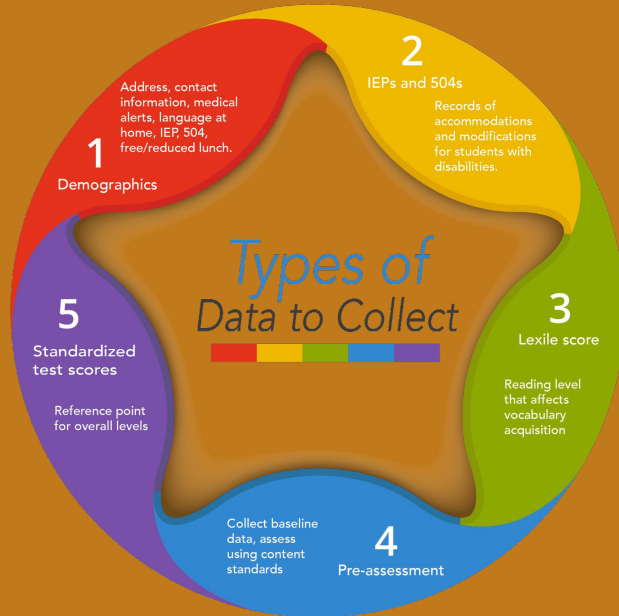 Types of
Data to Collect
1
Demographics
Address, contact
information, medical
alerts, language at
home, IEP, 504,
free/reduced lunch.
2
IEPs and 504s
Records of
accommodations
and modifications
for students with
disabilities.
3
Lexile score
Reading level
that affects
vocabulary
acquisition
4
Pre-assessment
Collect baseline
data, assess
using content
standards
5
Standardized
test scores
Reference point
for overall levels